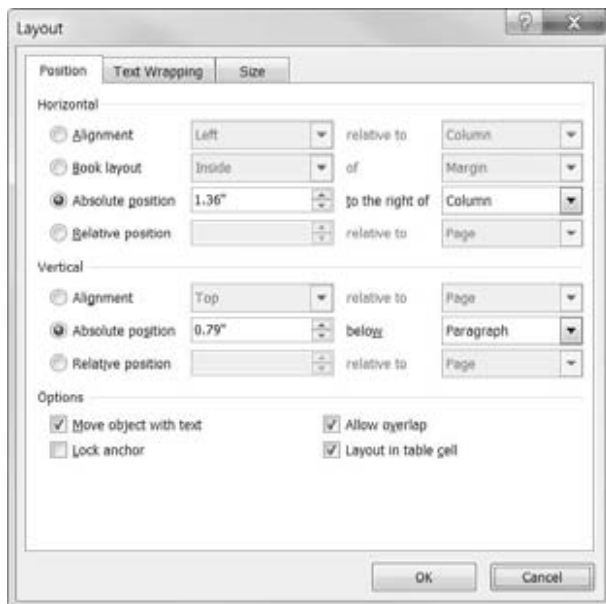 Layout
Position Text Wrapping Size
Horizontal
Alignment Left relative to Column
Book layout Inside of Margin
Absolute position 1.36" to the right of Column
Relative position relative to Page
Vertical
Alignment Top relative to Page
Absolute position 0.79" below Paragraph
Relative position relative to Page
Options
Move object with text Allow overlap
Lock anchor Layout in table cell
OK Cancel